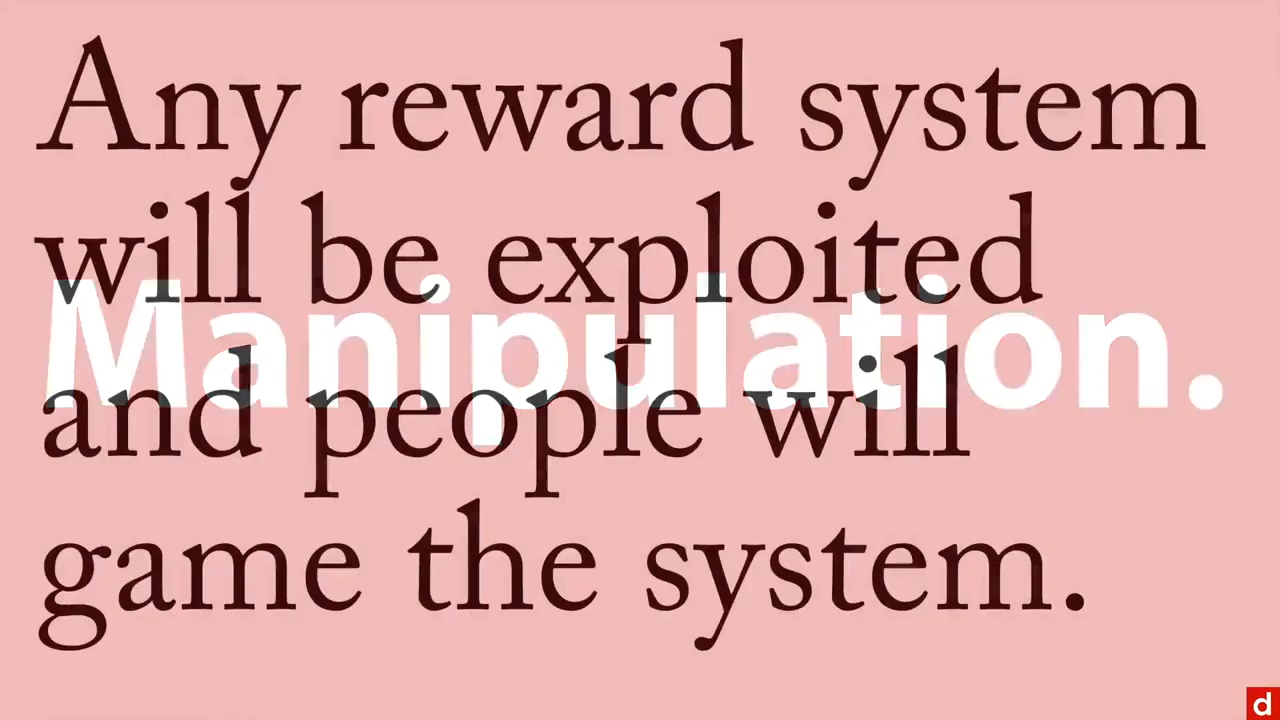 Any reward system
will be exploited
Manipulation.
and people will
game the system.
d